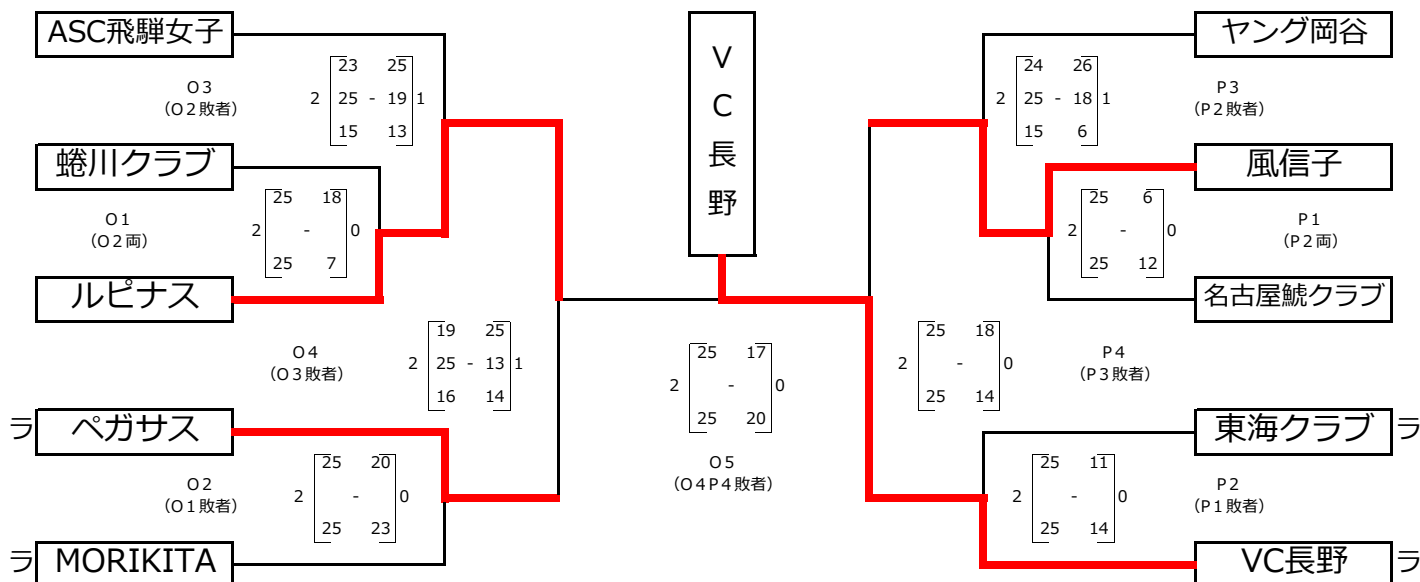 ASC飛騨女子
O3
(O2敗者)
2 23 25
25 - 19 1
15 13
蜷川クラブ
O1
(O2両)
25 18
2 - 0
25 7
ルピナス
O4
(O3敗者)
19 25
2 25 - 13 1
16 14
ラ ペガサス
O2
(O1敗者)
25 20
2 - 0
25 23
ラ MORIKITA
VC長野
25 17
2 - 0
25 20
O5
(O4P4敗者)
ヤング岡谷
24 26
2 25 - 18 1
15 6
P3
(P2敗者)
風信子
25 6
2 - 0
25 12
P1
(P2両)
名古屋鯱クラブ
25 18
2 - 0
25 14
P4
(P3敗者)
東海クラブ ラ
25 11
2 - 0
25 14
P2
(P1敗者)
VC長野 ラ